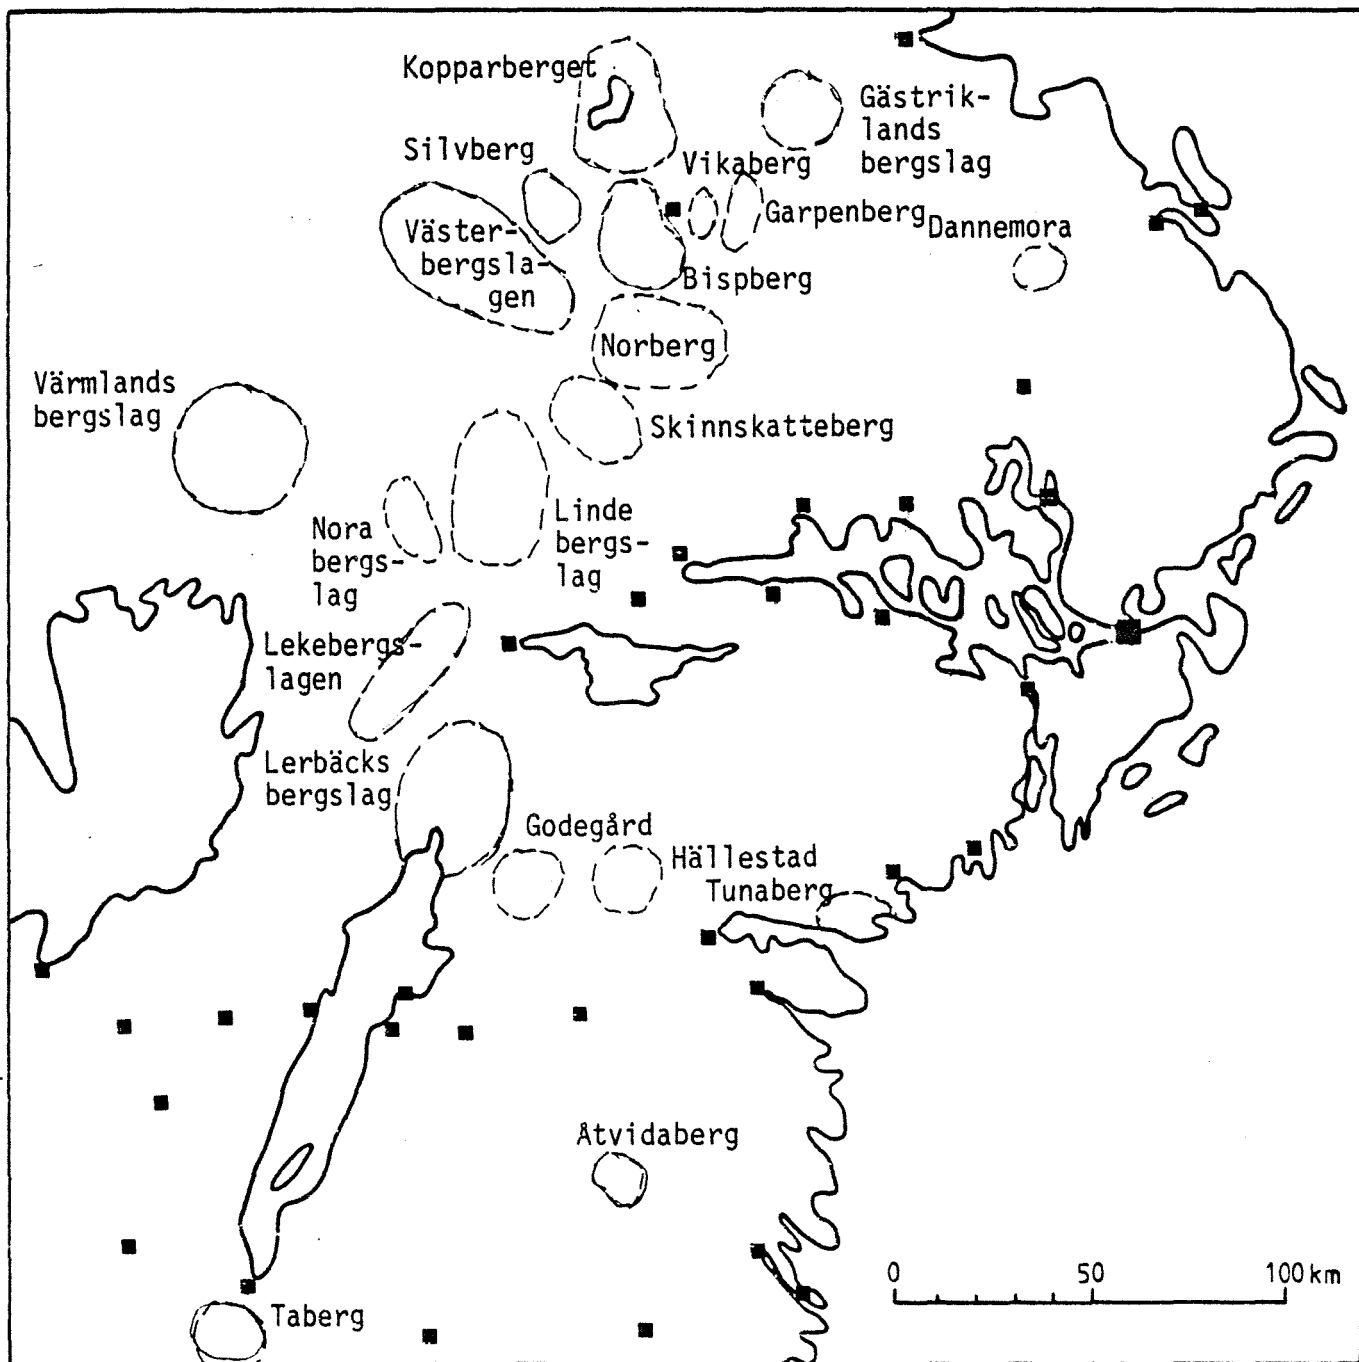 Kopparberget
Gästrik-
lands
bergslag
Silvberg
Vikaberg
Garpenberg
Dannemora
Väster-
bergsla-
gen
Bispberg
Norberg
Värmlands
bergslag
Skinnskatteberg
Nora
bergs-
lag
Linde
bergs-
lag
Lekebergs-
lagen
Lerbäcks
bergslag
Godegård
Hällestad
Tunaberg
Åtvidaberg
0 50 100 km
Taberg